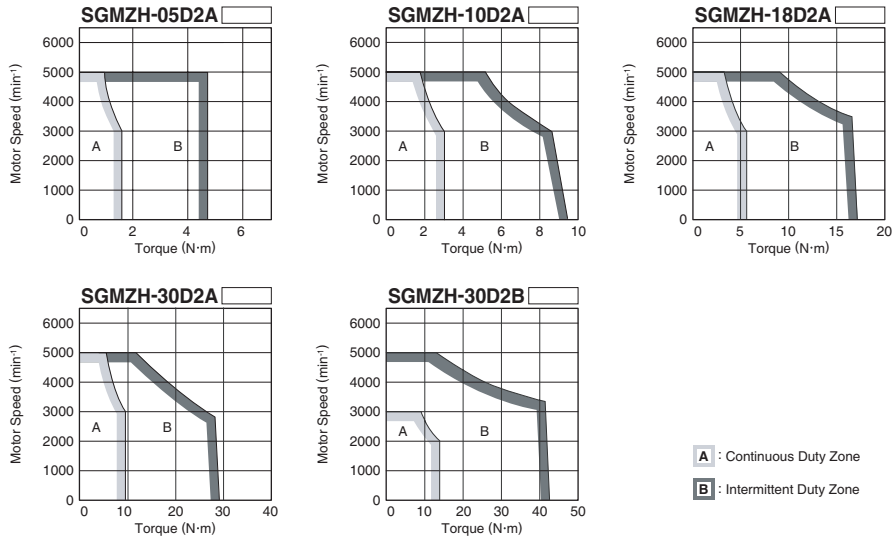 SGMZH-05D2A
Motor Speed (min-1)
6000
5000
4000
3000
2000
1000
0
A
B
0 2 4 6
Torque (N·m)
SGMZH-10D2A
Motor Speed (min-1)
6000
5000
4000
3000
2000
1000
0
A
B
0 2 4 6 8 10
Torque (N·m)
SGMZH-18D2A
Motor Speed (min-1)
6000
5000
4000
3000
2000
1000
0
A
B
0 5 10 15 20
Torque (N·m)
SGMZH-30D2A
Motor Speed (min-1)
6000
5000
4000
3000
2000
1000
0
A
B
0 10 20 30 40
Torque (N·m)
SGMZH-30D2B
Motor Speed (min-1)
6000
5000
4000
3000
2000
1000
0
A
B
0 10 20 30 40 50
Torque (N·m)
A : Continuous Duty Zone
B : Intermittent Duty Zone